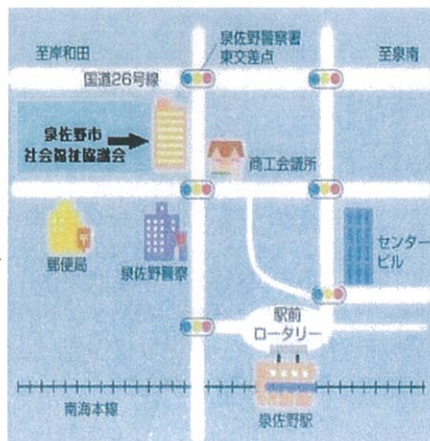 泉佐野警察署
東交差点
至岸和田
至泉南
国道26号線
泉佐野市
社会福祉協議会
商工会議所
郵便局
泉佐野警察
センター
ビル
駅前
ロータリー
南海本線
泉佐野駅